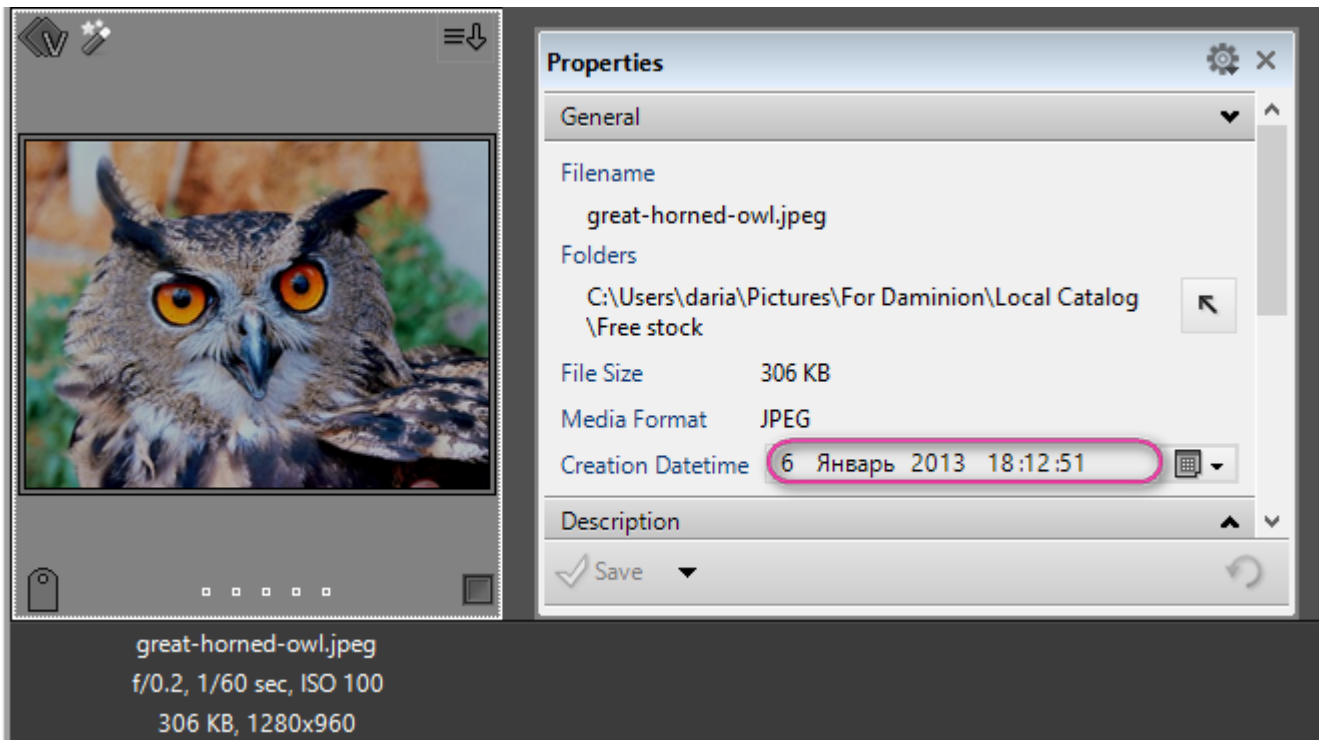 great-horned-owl.jpeg
f/0.2, 1/60 sec, ISO 100
306 KB, 1280x960
Properties
General
Filename
great-horned-owl.jpeg
Folders
C:\Users\daria\Pictures\For Daminion\Local Catalog
\Free stock
File Size 306 KB
Media Format JPEG
Creation Datetime 6 Январь 2013 18:12:51
Description
Save